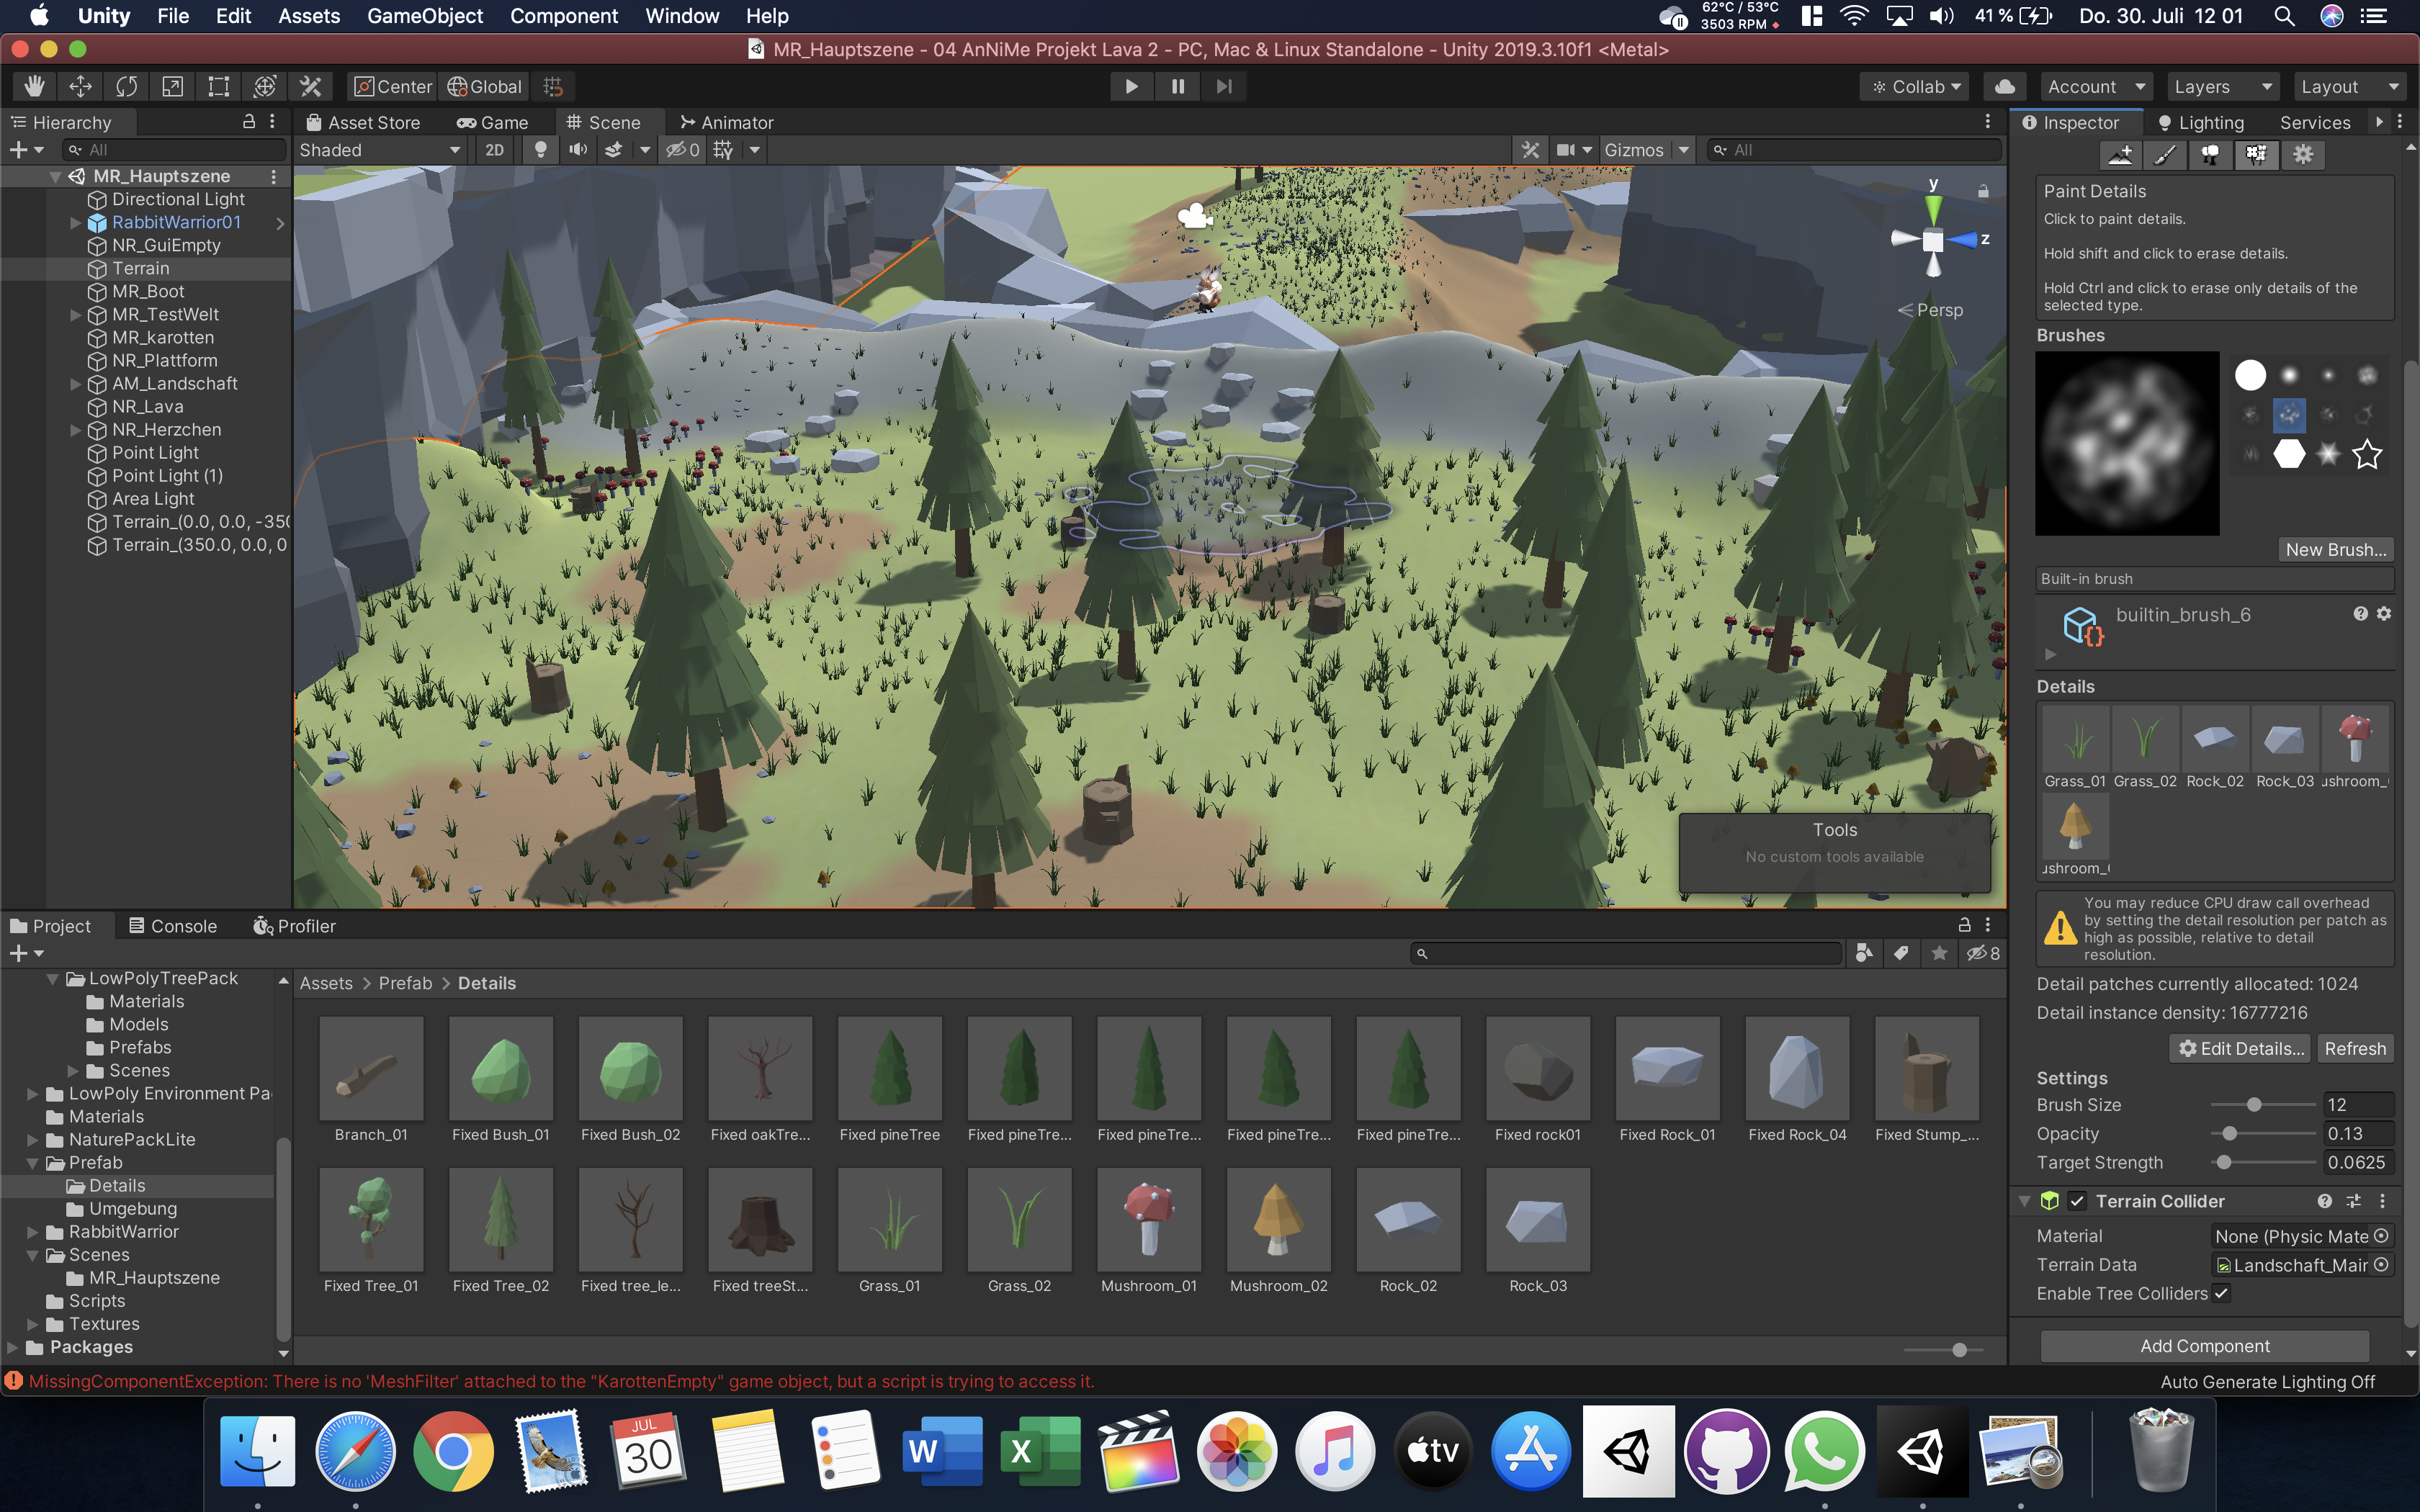 Unity File Edit Assets GameObject Component Window Help 62°C / 53°C 3503 RPM 41 % Do. 30. Juli 12 01
MR_Hauptszene - 04 AnNiMe Projekt Lava 2 - PC, Mac & Linux Standalone - Unity 2019.3.10f1 <Metal>
Center Global Collab Account Layers Layout
Hierarchy Asset Store Game Scene Animator Inspector Lighting Services
All Shaded 2D 0 Gizmos All
MR_Hauptszene
Directional Light
RabbitWarrior01
NR_GuiEmpty
Terrain
MR_Boot
MR_TestWelt
MR_karotten
NR_Plattform
AM_Landschaft
NR_Lava
NR_Herzchen
Point Light
Point Light (1)
Area Light
Terrain_(0.0, 0.0, -350
Terrain_(350.0, 0.0, 0
y
z
Persp
Tools
No custom tools available
Paint Details
Click to paint details.
Hold shift and click to erase details.
Hold Ctrl and click to erase only details of the
selected type.
Brushes
New Brush...
Built-in brush
builtin_brush_6
Details
Grass_01 Grass_02 Rock_02 Rock_03 ushroom_
ushroom_
You may reduce CPU draw call overhead
by setting the detail resolution per patch as
high as possible, relative to detail
resolution.
Detail patches currently allocated: 1024
Detail instance density: 16777216
Edit Details... Refresh
Settings
Brush Size 12
Opacity 0.13
Target Strength 0.0625
Terrain Collider
Material None (Physic Mate
Terrain Data Landschaft_Mair
Enable Tree Colliders
Add Component
Project Console Profiler
8
LowPolyTreePack
Materials
Models
Prefabs
Scenes
LowPoly Environment Pa
Materials
NaturePackLite
Prefab
Details
Umgebung
RabbitWarrior
Scenes
MR_Hauptszene
Scripts
Textures
Packages
Assets > Prefab > Details
Branch_01 Fixed Bush_01 Fixed Bush_02 Fixed oakTre... Fixed pineTree Fixed pineTre... Fixed pineTre... Fixed pineTre... Fixed pineTre... Fixed rock01 Fixed Rock_01 Fixed Rock_04 Fixed Stump_...
Fixed Tree_01 Fixed Tree_02 Fixed tree_le... Fixed treeSt... Grass_01 Grass_02 Mushroom_01 Mushroom_02 Rock_02 Rock_03
MissingComponentException: There is no 'MeshFilter' attached to the "KarottenEmpty" game object, but a script is trying to access it.
Auto Generate Lighting Off
JUL
30
W
X
tv